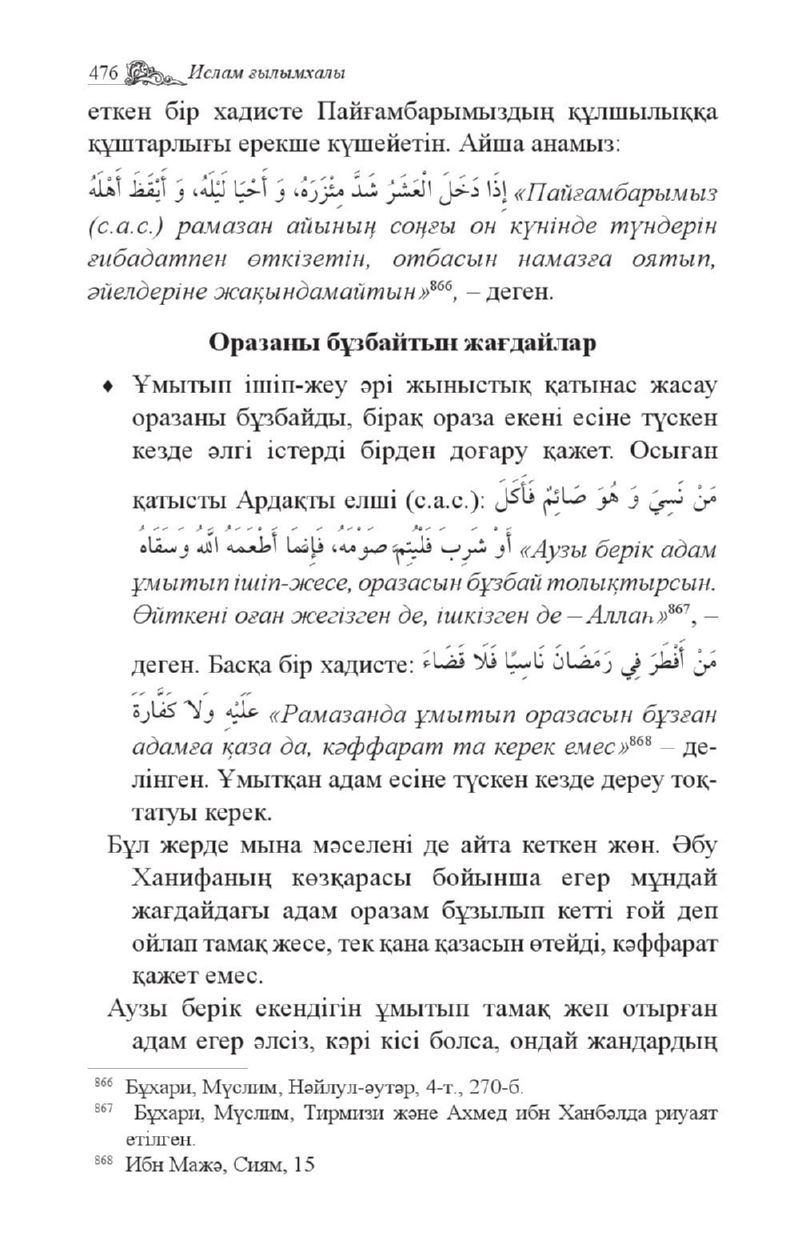 476 Ислам ғылымхалы
еткен бір хадисте Пайғамбарымыздың құлшылыққа
құштарлығы ерекше күшейетін. Айша анамыз:
إِذَا دَخَلَ الْعَشَرُ شَدَّ مِئْزَرَهُ، وَ أَحْيَا لَيْلَهُ، وَ أَيْقَظَ أَهْلَهُ «Пайғамбарымыз
(с.а.с.) рамазан айының соңғы он күнінде түндерін
ғибадатпен өткізетін, отбасын намазға оятып,
әйелдеріне жақындамайтын»⁸⁶⁶, – деген.
Оразаны бұзбайтын жағдайлар
♦ Ұмытып ішіп-жеу әрі жыныстық қатынас жасау
оразаны бұзбайды, бірақ ораза екені есіне түскен
кезде әлгі істерді бірден доғару қажет. Осыған
қатысты Ардақты елші (с.а.с.): مَنْ نَسِيَ وَ هُوَ صَائِمٌ فَأَكَلَ
أَوْ شَرِبَ فَلْيُتِمَّ صَوْمَهُ، فَإِنَّمَا أَطْعَمَهُ اللهُ وَسَقَاهُ «Аузы берік адам
ұмытып ішіп-жесе, оразасын бұзбай толықтырсын.
Өйткені оған жегізген де, ішкізген де – Аллаһ»⁸⁶⁷, –
деген. Басқа бір хадисте: مَنْ أَفْطَرَ فِي رَمَضَانَ نَاسِيًا فَلَا قَضَاءَ
عَلَيْهِ وَلاَ كَفَّارَةَ «Рамазанда ұмытып оразасын бұзған
адамға қаза да, кәффарат та керек емес»⁸⁶⁸ – де-
лінген. Ұмытқан адам есіне түскен кезде дереу тоқ-
татуы керек.
Бұл жерде мына мәселені де айта кеткен жөн. Әбу
Ханифаның көзқарасы бойынша егер мұндай
жағдайдағы адам оразам бұзылып кетті ғой деп
ойлап тамақ жесе, тек қана қазасын өтейді, кәффарат
қажет емес.
Аузы берік екендігін ұмытып тамақ жеп отырған
адам егер әлсіз, кәрі кісі болса, ондай жандардың
⁸⁶⁶ Бұхари, Мүслим, Нәйлул-әутәр, 4-т., 270-б.
⁸⁶⁷ Бұхари, Мүслим, Тирмизи және Ахмед ибн Ханбәлда риуаят
етілген.
⁸⁶⁸ Ибн Мажә, Сиям, 15